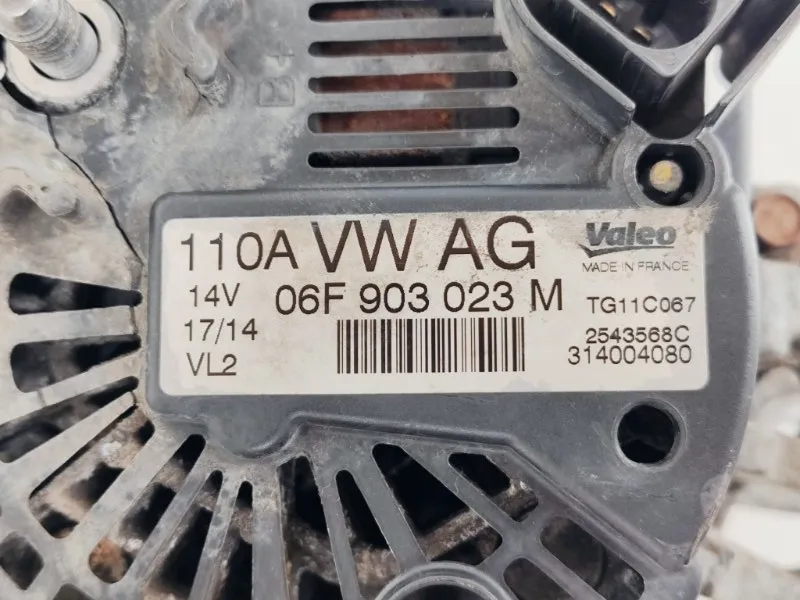 B+
110A VW AG
14V 06F 903 023 M
17/14
VL2
Valeo
MADE IN FRANCE
TG11C067
2543568C
314004080